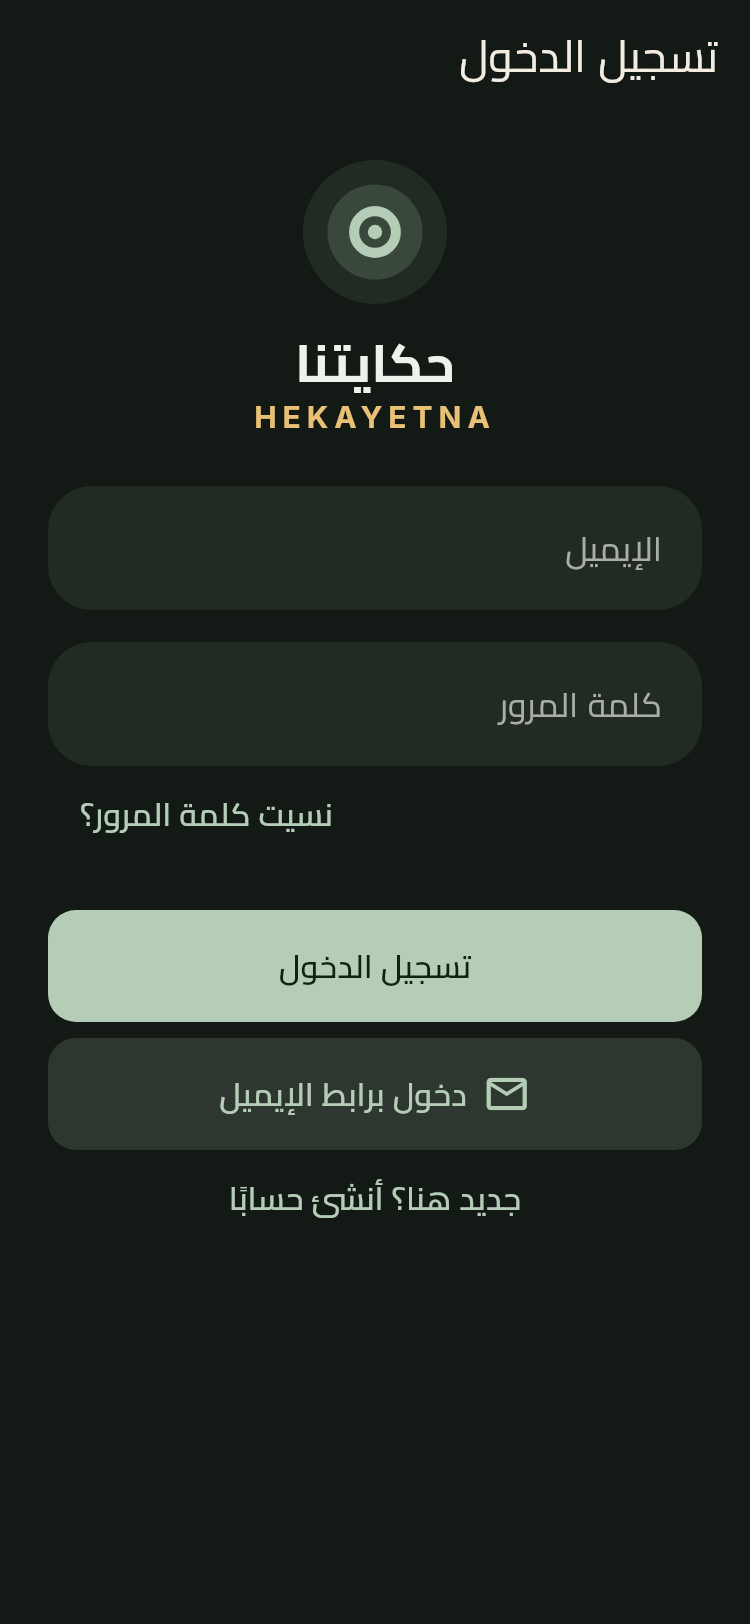 تسجيل الدخول
حكايتنا
HEKAYETNA
الإيميل
كلمة المرور
نسيت كلمة المرور؟
تسجيل الدخول
دخول برابط الإيميل
جديد هنا؟ أنشئ حسابًا